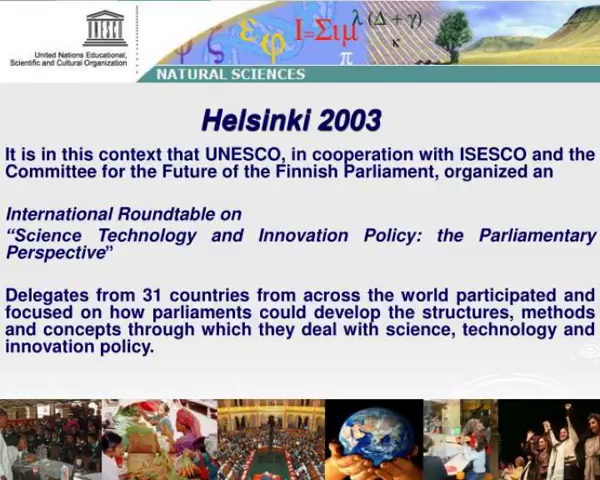 United Nations Educational,
Scientific and Cultural Organization
εφ I=Σιμ λ (Δ + γ)
κ
π
NATURAL SCIENCES
Helsinki 2003
It is in this context that UNESCO, in cooperation with ISESCO and the
Committee for the Future of the Finnish Parliament, organized an
International Roundtable on
“Science Technology and Innovation Policy: the Parliamentary
Perspective”
Delegates from 31 countries from across the world participated and
focused on how parliaments could develop the structures, methods
and concepts through which they deal with science, technology and
innovation policy.